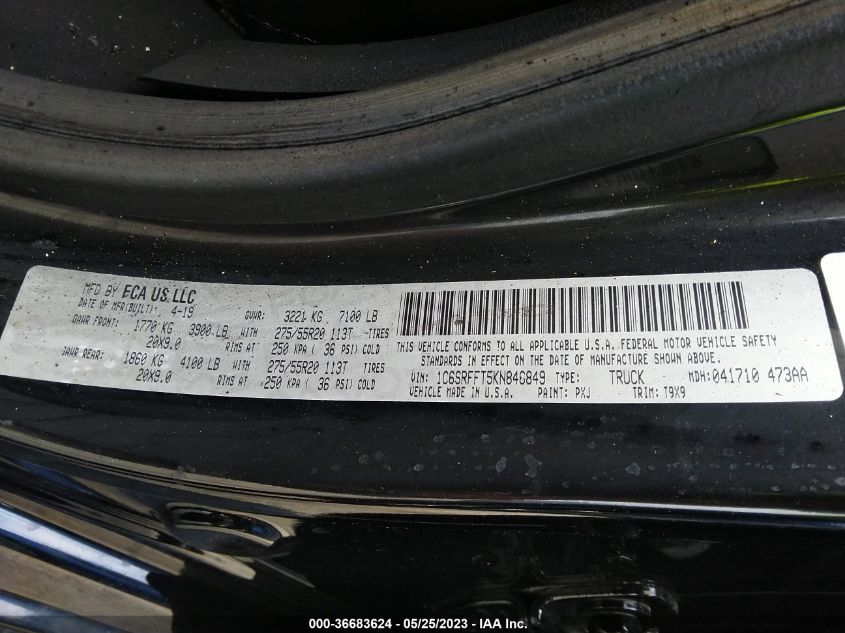 MFD BY FCA US LLC
DATE OF MFR(BUILT): 4-19 GVWR: 3221 KG 7100 LB
GAWR FRONT: 1770 KG 3900 LB WITH 275/55R20 113T TIRES
20X9.0 RIMS AT 250 KPA ( 36 PSI) COLD
GAWR REAR: 1860 KG 4100 LB WITH 275/55R20 113T TIRES
20X9.0 RIMS AT 250 KPA ( 36 PSI) COLD
THIS VEHICLE CONFORMS TO ALL APPLICABLE U.S.A. FEDERAL MOTOR VEHICLE SAFETY
STANDARDS IN EFFECT ON THE DATE OF MANUFACTURE SHOWN ABOVE.
VIN: 1C6SRFFT5KN846849 TYPE: TRUCK MDH: 041710 473AA
VEHICLE MADE IN U.S.A. PAINT: PXJ TRIM: T9X9
000-36683624 - 05/25/2023 - IAA Inc.